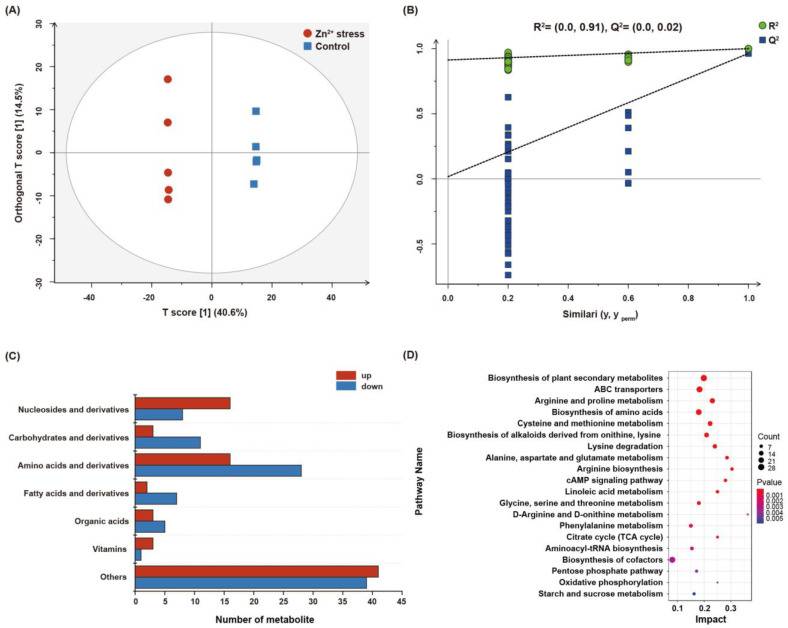 (A)
Zn²⁺ stress
Control
Orthogonal T score [1] (14.5%)
30
20
10
0
-10
-20
-30
-40
-20
0
20
40
T score [1] (40.6%)
(B)
R²= (0.0, 0.91), Q²= (0.0, 0.02)
R²
Q²
1.0
0.5
0.0
-0.5
0.0
0.2
0.4
0.6
0.8
1.0
Similari (y, y perm)
(C)
up
down
Nucleosides and derivatives
Carbohydrates and derivatives
Amino acids and derivatives
Fatty acids and derivatives
Organic acids
Vitamins
Others
0 5 10 15 20 25 30 35 40 45
Number of metabolite
(D)
Pathway Name
Biosynthesis of plant secondary metabolites
ABC transporters
Arginine and proline metabolism
Biosynthesis of amino acids
Cysteine and methionine metabolism
Biosynthesis of alkaloids derived from onithine, lysine
Lysine degradation
Alanine, aspartate and glutamate metabolism
Arginine biosynthesis
cAMP signaling pathway
Linoleic acid metabolism
Glycine, serine and threonine metabolism
D-Arginine and D-onithine metabolism
Phenylalanine metabolism
Citrate cycle (TCA cycle)
Aminoacyl-tRNA biosynthesis
Biosynthesis of cofactors
Pentose phosphate pathway
Oxidative phosphorylation
Starch and sucrose metabolism
0.1 0.2 0.3
Impact
Count
7
14
21
28
Pvalue
0.001
0.002
0.003
0.004
0.005